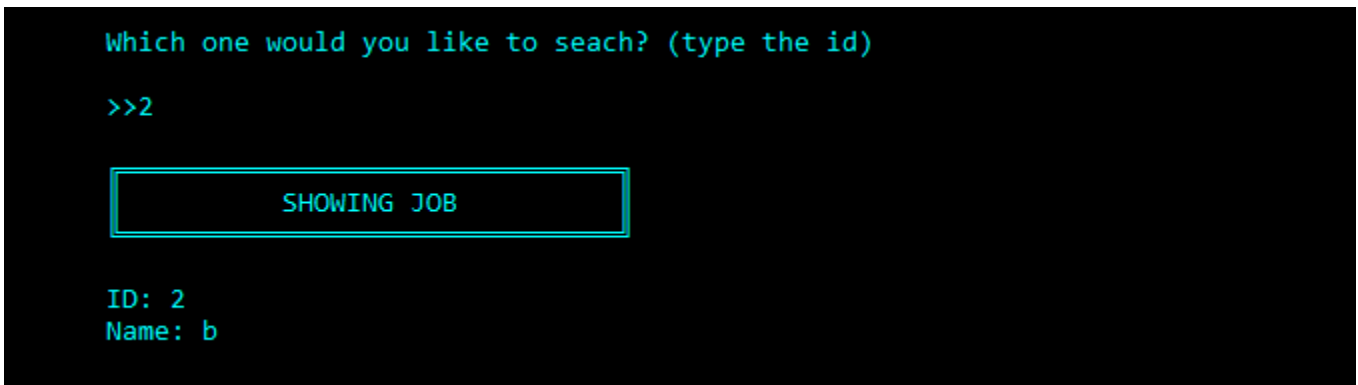 Which one would you like to seach? (type the id)
>>2
SHOWING JOB
ID: 2
Name: b